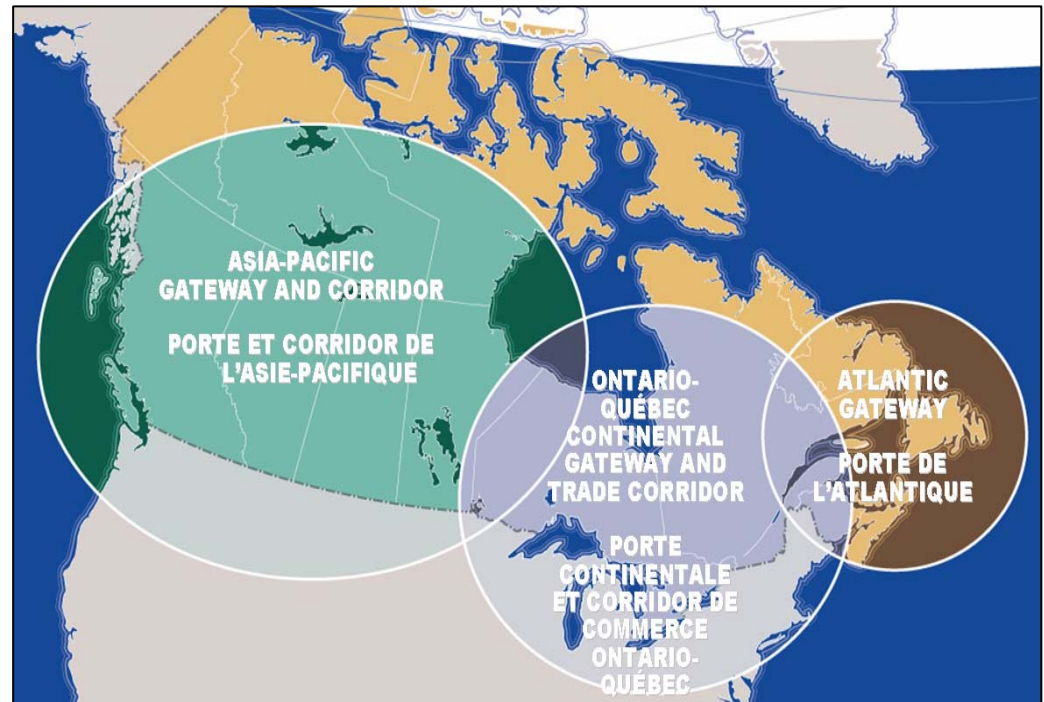 ASIA-PACIFIC
GATEWAY AND CORRIDOR
PORTE ET CORRIDOR DE
L'ASIE-PACIFIQUE
ONTARIO-
QUÉBEC
CONTINENTAL
GATEWAY AND
TRADE CORRIDOR
PORTE
CONTINENTALE
ET CORRIDOR DE
COMMERCE
ONTARIO-
QUÉBEC
ATLANTIC
GATEWAY
PORTE DE
L'ATLANTIQUE